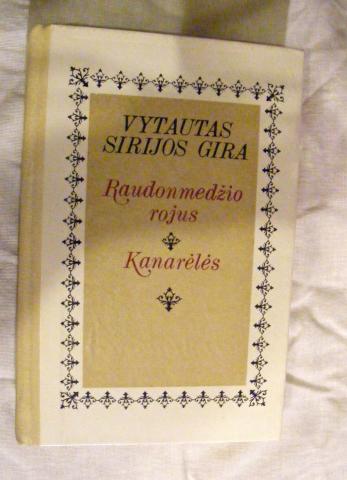 VYTAUTAS
SIRIJOS GIRA
Raudonmedžio
rojus
Kanarėlės